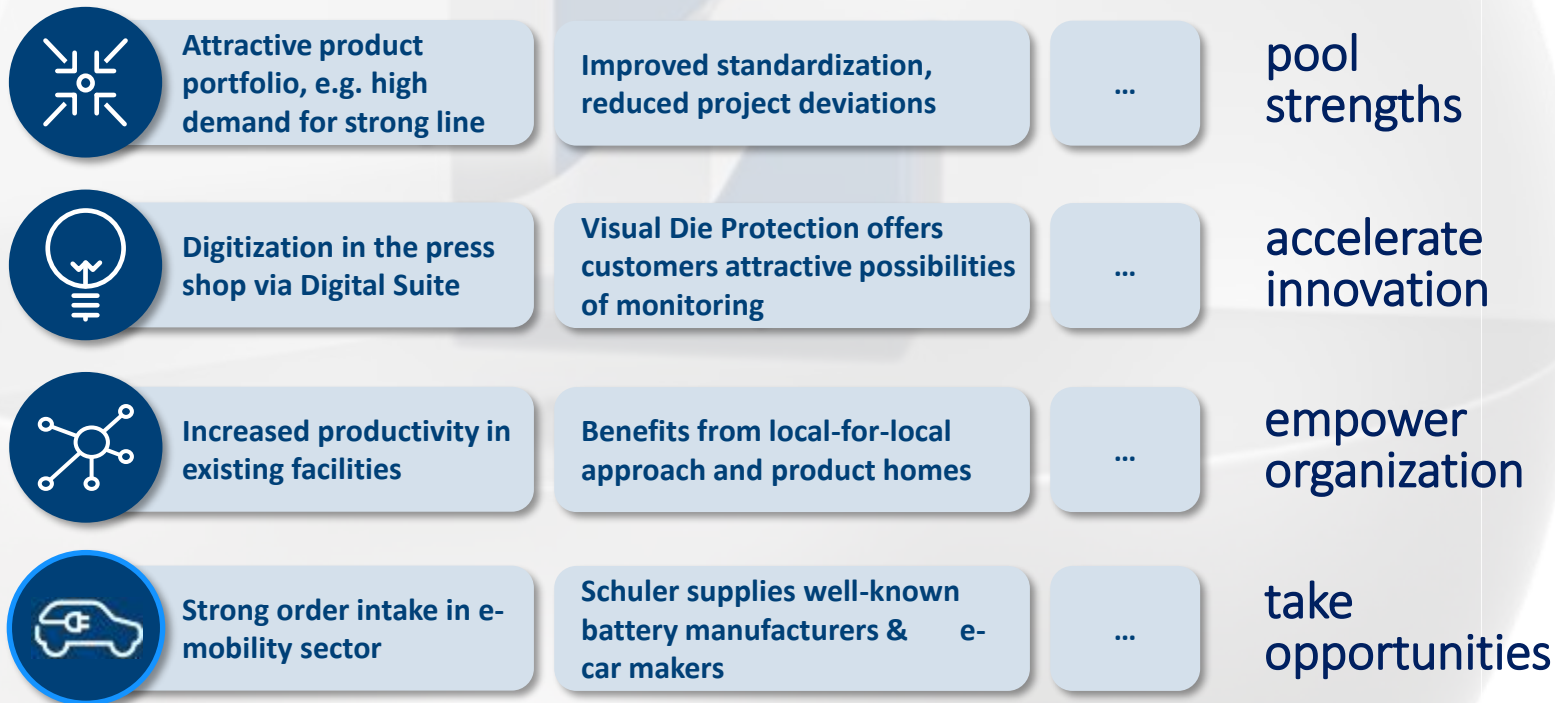 Attractive product
portfolio, e.g. high
demand for strong line
Improved standardization,
reduced project deviations
...
pool
strengths
Digitization in the press
shop via Digital Suite
Visual Die Protection offers
customers attractive possibilities
of monitoring
...
accelerate
innovation
Increased productivity in
existing facilities
Benefits from local-for-local
approach and product homes
...
empower
organization
Strong order intake in e-
mobility sector
Schuler supplies well-known
battery manufacturers & e-
car makers
...
take
opportunities